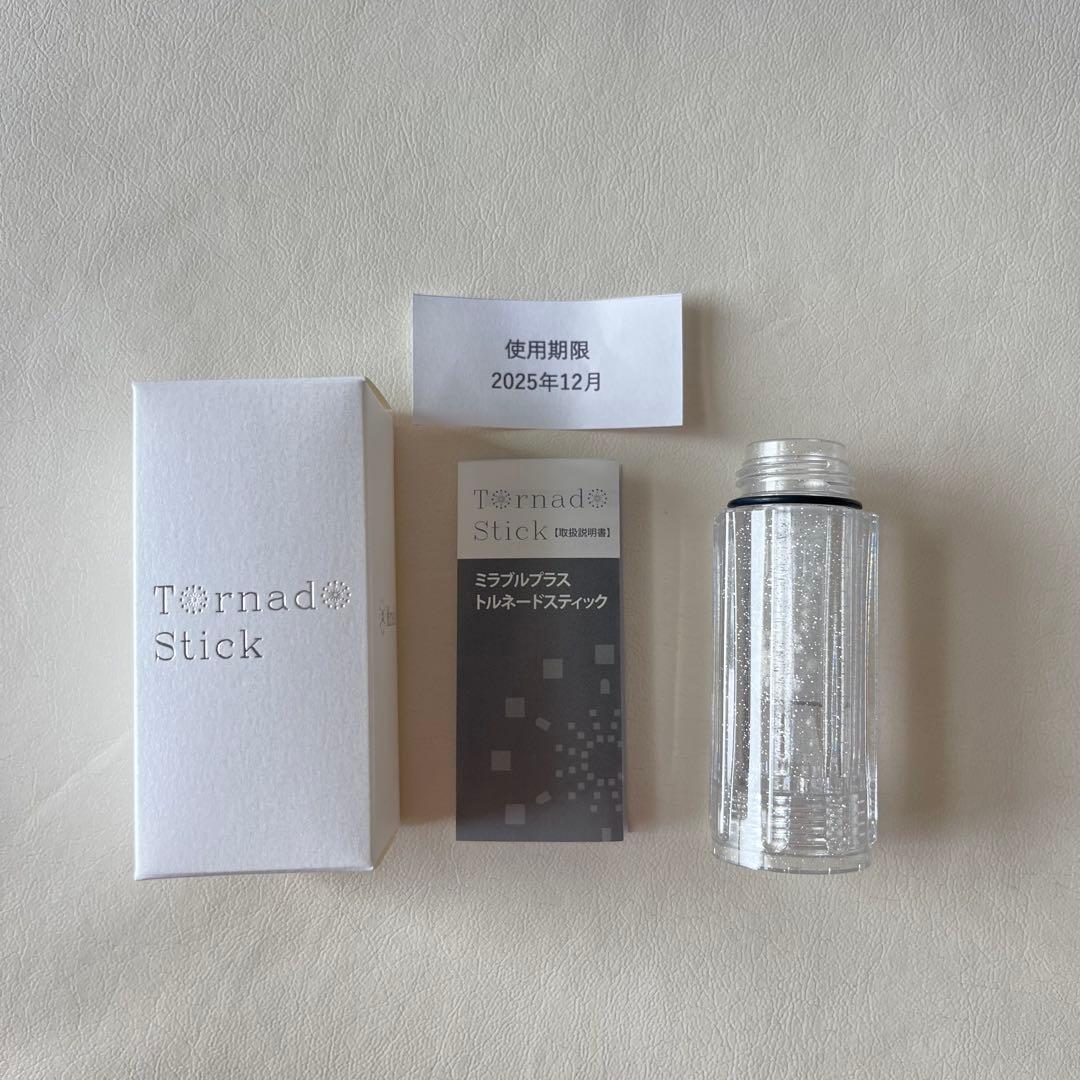 使用期限
2025年12月
Tornado
Stick
Tornado
Stick【取扱説明書】
ミラブルプラス
トルネードスティック